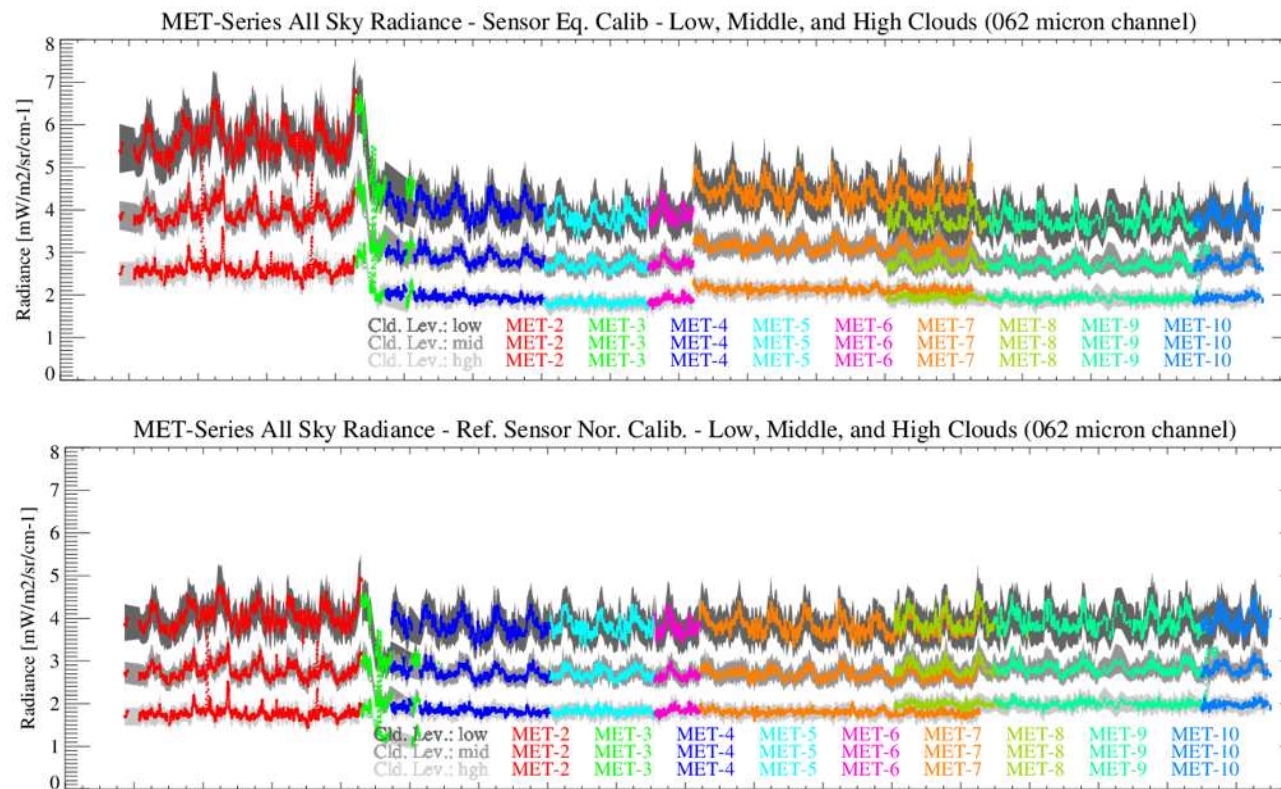 MET-Series All Sky Radiance - Sensor Eq. Calib - Low, Middle, and High Clouds (062 micron channel)
8
7
6
5
4
3
2
1
0
Radiance [mW/m2/sr/cm-1]
Cld. Lev.: low MET-2 MET-3 MET-4 MET-5 MET-6 MET-7 MET-8 MET-9 MET-10
Cld. Lev.: mid MET-2 MET-3 MET-4 MET-5 MET-6 MET-7 MET-8 MET-9 MET-10
Cld. Lev.: hgh MET-2 MET-3 MET-4 MET-5 MET-6 MET-7 MET-8 MET-9 MET-10
MET-Series All Sky Radiance - Ref. Sensor Nor. Calib. - Low, Middle, and High Clouds (062 micron channel)
8
7
6
5
4
3
2
1
0
Radiance [mW/m2/sr/cm-1]
Cld. Lev.: low MET-2 MET-3 MET-4 MET-5 MET-6 MET-7 MET-8 MET-9 MET-10
Cld. Lev.: mid MET-2 MET-3 MET-4 MET-5 MET-6 MET-7 MET-8 MET-9 MET-10
Cld. Lev.: hgh MET-2 MET-3 MET-4 MET-5 MET-6 MET-7 MET-8 MET-9 MET-10